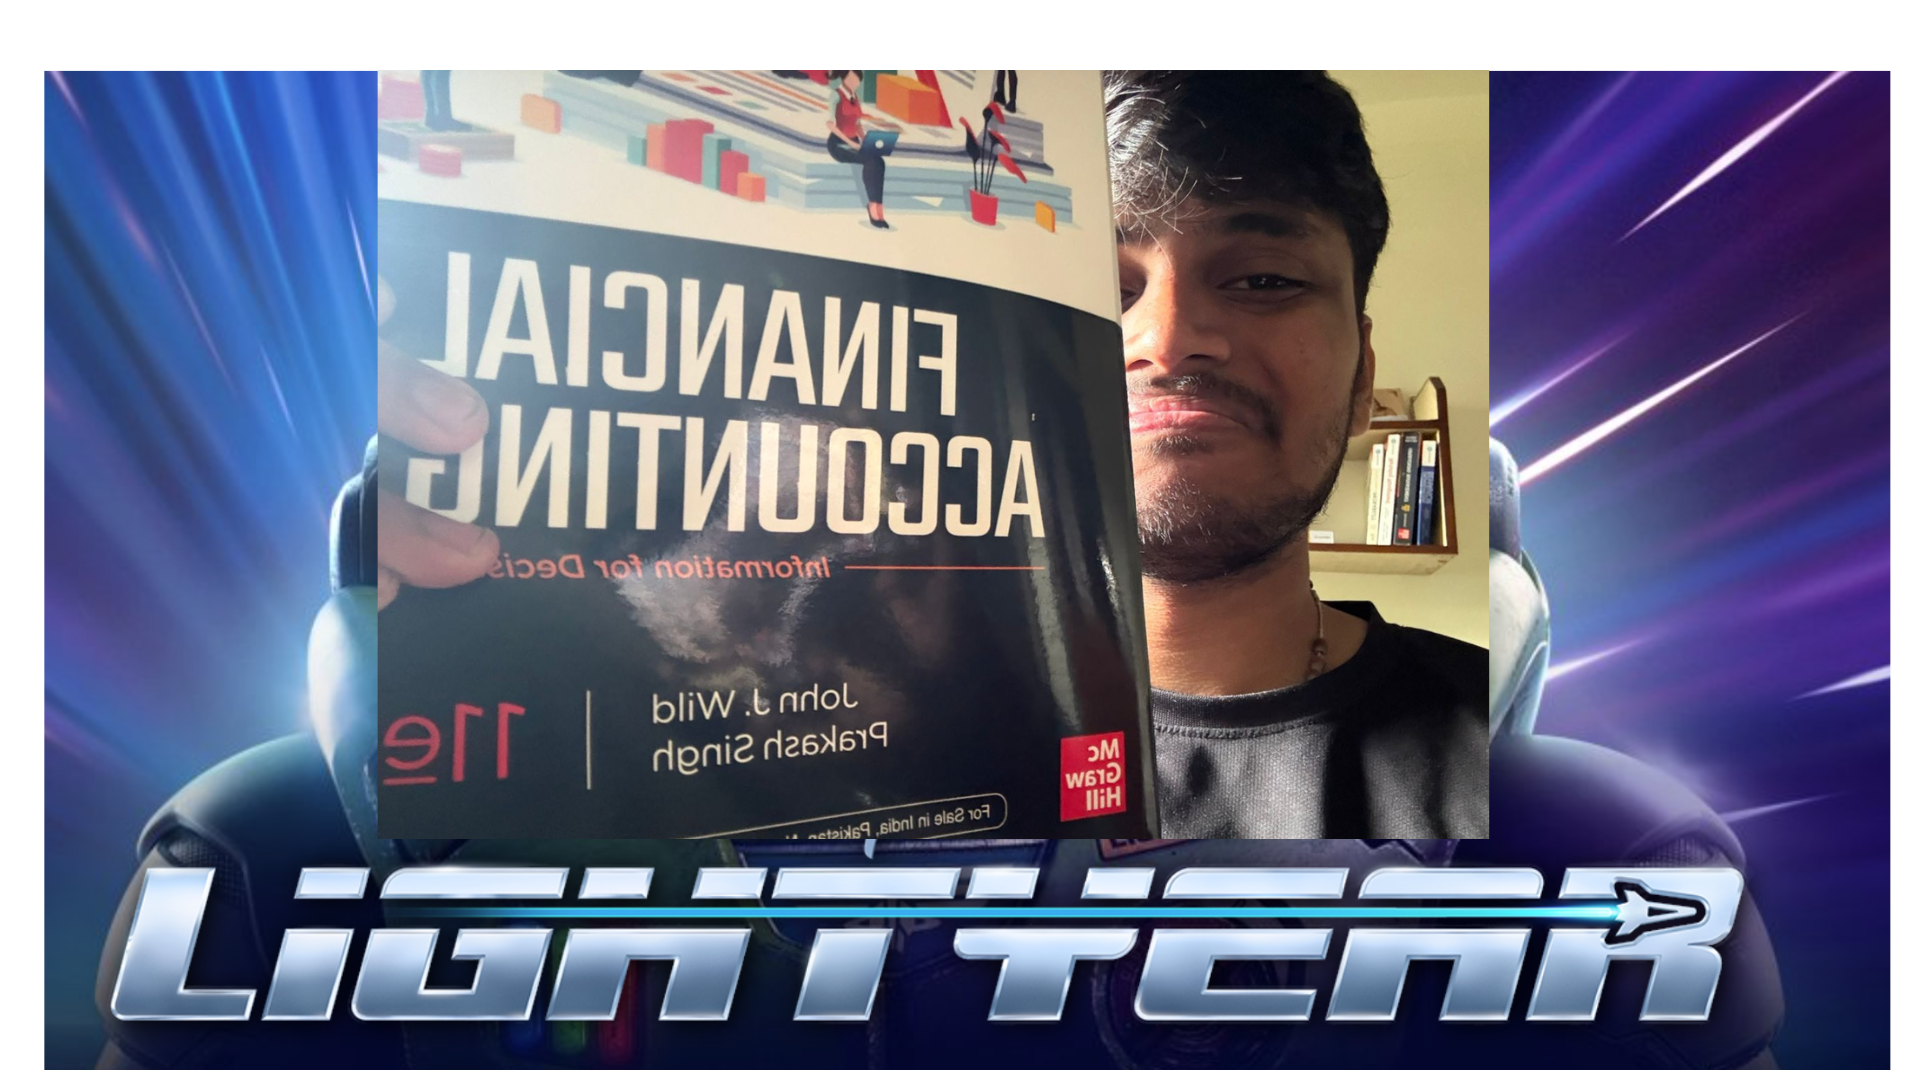 FINANCIAL
ACCOUNTING
Information for Decis
John J. Wild
Prakash Singh
11e
Mc
Graw
Hill
For Sale in India, Pakistan, N
LIGHTYEAR